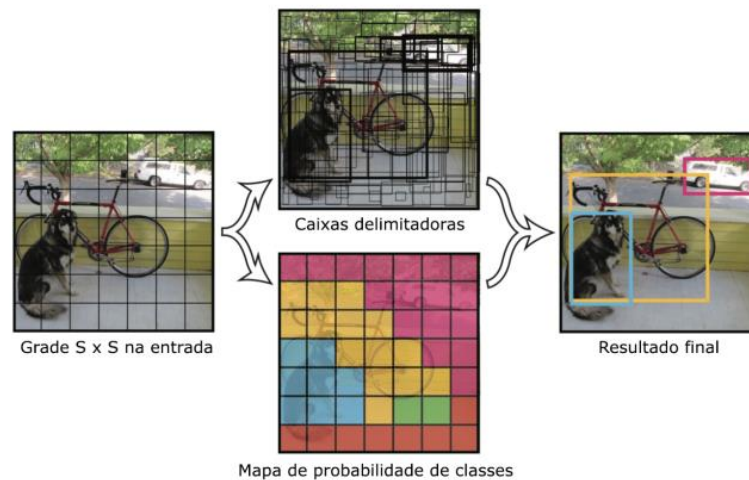 Caixas delimitadoras
Grade S x S na entrada
Resultado final
Mapa de probabilidade de classes